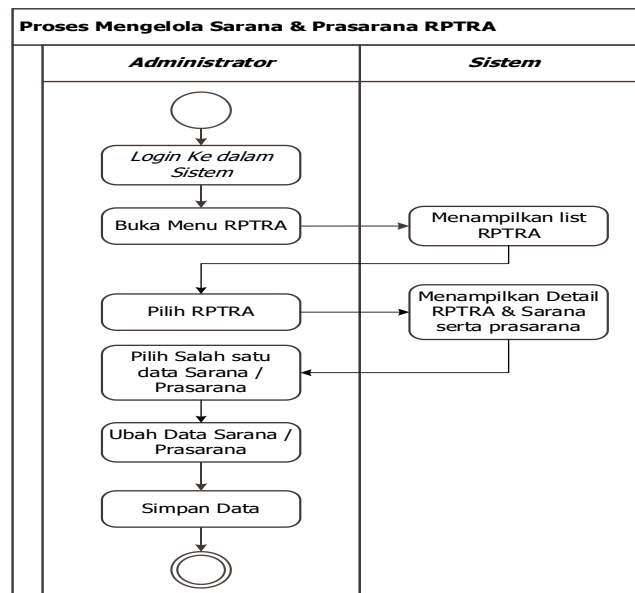 Proses Mengelola Sarana & Prasarana RPTRA
Administrator
Sistem
Login Ke dalam
Sistem
Buka Menu RPTRA
Menampilkan list
RPTRA
Pilih RPTRA
Menampilkan Detail
RPTRA & Sarana
serta prasarana
Pilih Salah satu
data Sarana /
Prasarana
Ubah Data Sarana /
Prasarana
Simpan Data